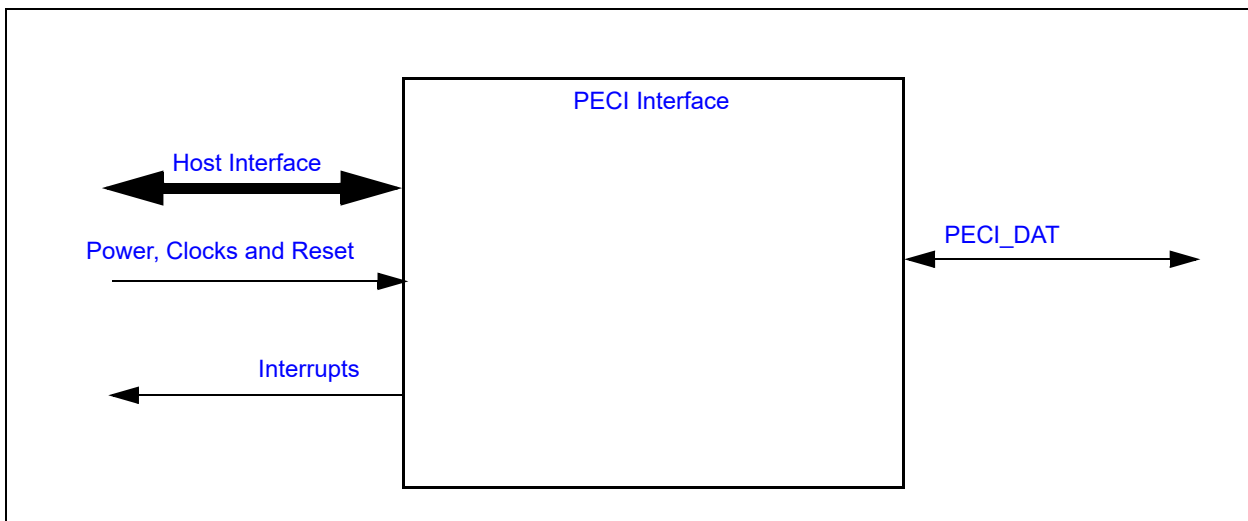 PECI Interface
Host Interface
Power, Clocks and Reset
PECI_DAT
Interrupts